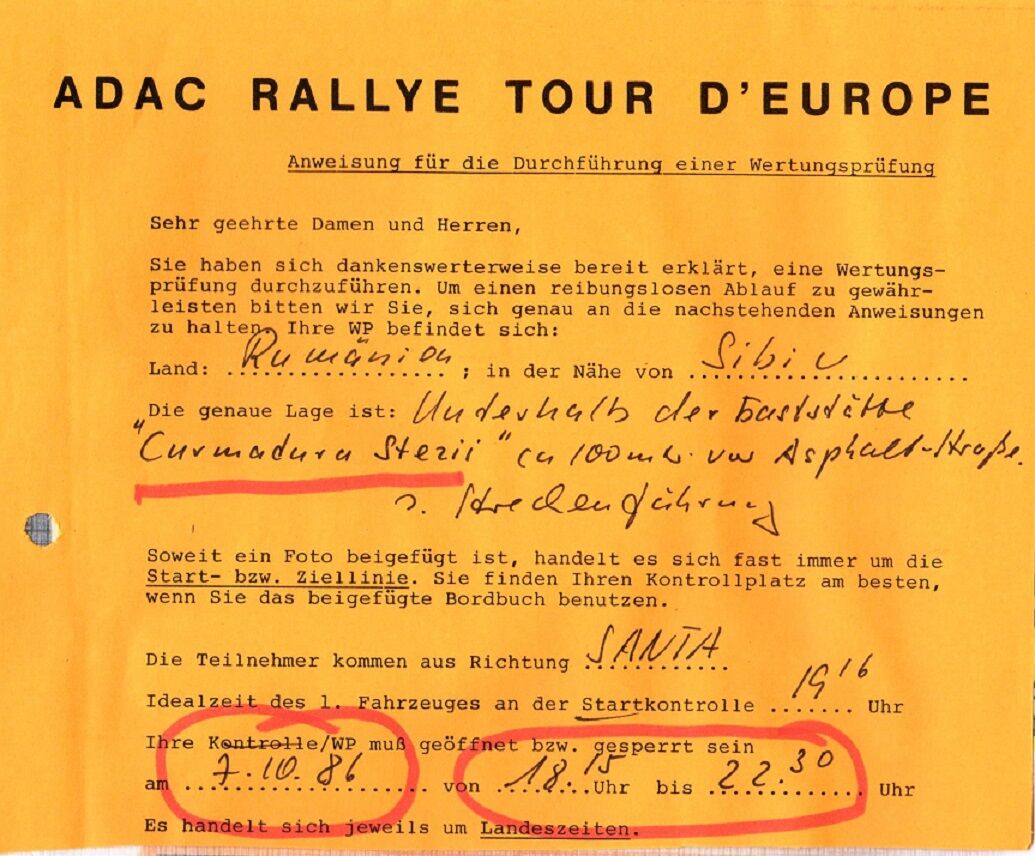 ADAC RALLYE TOUR D'EUROPE
Anweisung für die Durchführung einer Wertungsprüfung
Sehr geehrte Damen und Herren,
Sie haben sich dankenswerterweise bereit erklärt, eine Wertungs-
prüfung durchzuführen. Um einen reibungslosen Ablauf zu gewähr-
leisten bitten wir Sie, sich genau an die nachstehenden Anweisungen
zu halten. Ihre WP befindet sich:
Land: Rumänien ; in der Nähe von Sibiu
Die genaue Lage ist: Unterhalb der Gaststätte
"Curmadura Stezii" ca 100m vor Asphalt-Straße.
s. Streckenführung
Soweit ein Foto beigefügt ist, handelt es sich fast immer um die
Start- bzw. Ziellinie. Sie finden Ihren Kontrollplatz am besten,
wenn Sie das beigefügte Bordbuch benutzen.
Die Teilnehmer kommen aus Richtung SANTA
Idealzeit des 1. Fahrzeuges an der Startkontrolle 19 16 Uhr
Ihre Kontrolle/WP muß geöffnet bzw. gesperrt sein
am 7.10.86 von 18.15 Uhr bis 22.30 Uhr
Es handelt sich jeweils um Landeszeiten.